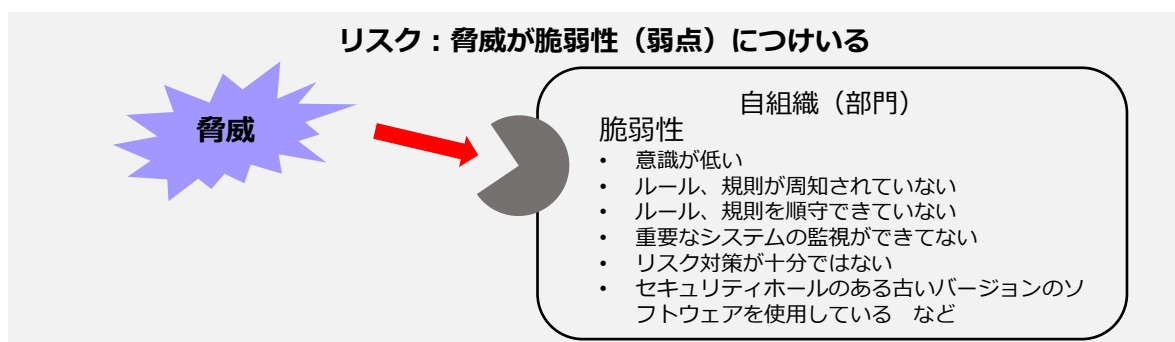 リスク：脅威が脆弱性（弱点）につけいる
脅威
自組織（部門）
脆弱性
• 意識が低い
• ルール、規則が周知されていない
• ルール、規則を順守できていない
• 重要なシステムの監視ができてない
• リスク対策が十分ではない
• セキュリティホールのある古いバージョンのソ
フトウェアを使用している　など